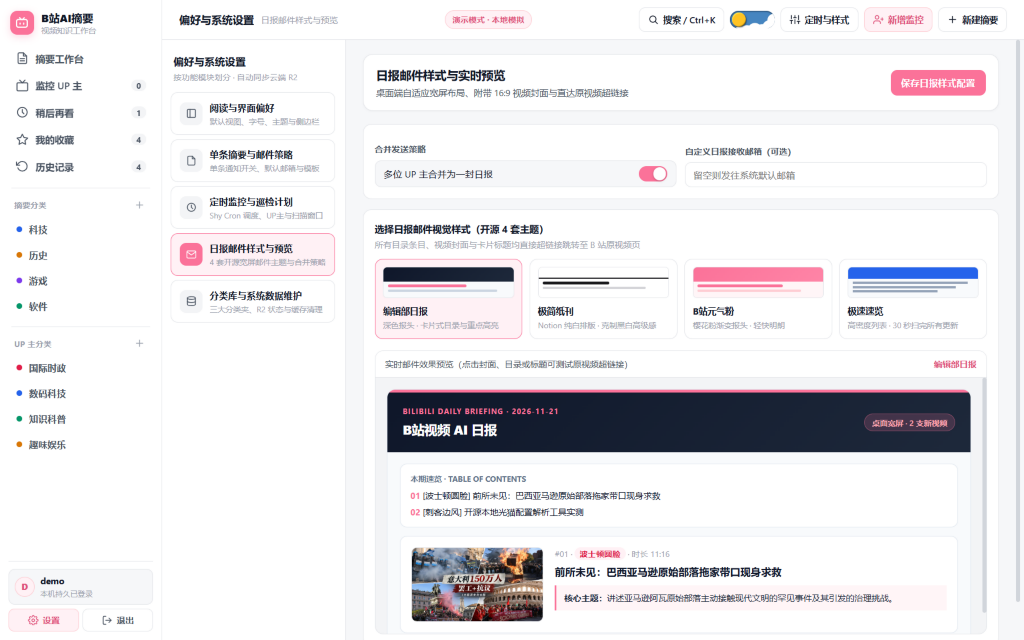 B站AI摘要
视频知识工作台
摘要工作台
监控 UP 主 0
稍后再看 1
我的收藏 4
历史记录 4
摘要分类 +
科技
历史
游戏
软件
UP 主分类 +
国际时政
数码科技
知识科普
趣味娱乐
D
demo
本机持久已登录
设置
退出
偏好与系统设置 日报邮件样式与预览
演示模式 · 本地模拟
搜索 / Ctrl+K
定时与样式
新增监控
+ 新建摘要
偏好与系统设置
按功能模块划分 · 自动同步云端 R2
阅读与界面偏好
默认视图、字号、主题与侧边栏
单条摘要与邮件策略
单条通知开关、默认邮箱与模板
定时监控与巡检计划
Shy Cron 调度、UP主与扫描窗口
日报邮件样式与预览
4 套开源宽屏邮件主题与合并策略
分类库与系统数据维护
三大分类夹、R2 状态与缓存清理
日报邮件样式与实时预览
桌面端自适应宽屏布局、附带 16:9 视频封面与直达原视频超链接
保存日报样式配置
合并发送策略
多位 UP 主合并为一封日报
自定义日报接收邮箱（可选）
留空则发往系统默认邮箱
选择日报邮件视觉样式（开源 4 套主题）
所有目录条目、视频封面与卡片标题均直接超链接跳转至 B 站原视频页
编辑部日报
深色报头 · 卡片式目录与重点高亮
极简纸刊
Notion 纯白排版 · 克制黑白高级感
B站元气粉
樱花粉渐变报头 · 轻快明朗
极速速览
高密度列表 · 30 秒扫完所有更新
实时邮件效果预览（点击封面、目录或标题可测试原视频超链接）
编辑部日报
BILIBILI DAILY BRIEFING · 2026-11-21
B站视频 AI 日报
桌面宽屏 · 2 支新视频
本期速览 · TABLE OF CONTENTS
01 [波士顿圆脸] 前所未见：巴西亚马逊原始部落拖家带口现身求救
02 [刺客边风] 开源本地光猫配置解析工具实测
意大利150万人
罢工+抗议
#01 · 波士顿圆脸 · 时长 11:16
前所未见：巴西亚马逊原始部落拖家带口现身求救
核心主题：讲述亚马逊阿瓦原始部落主动接触现代文明的罕见事件及其引发的治理挑战。